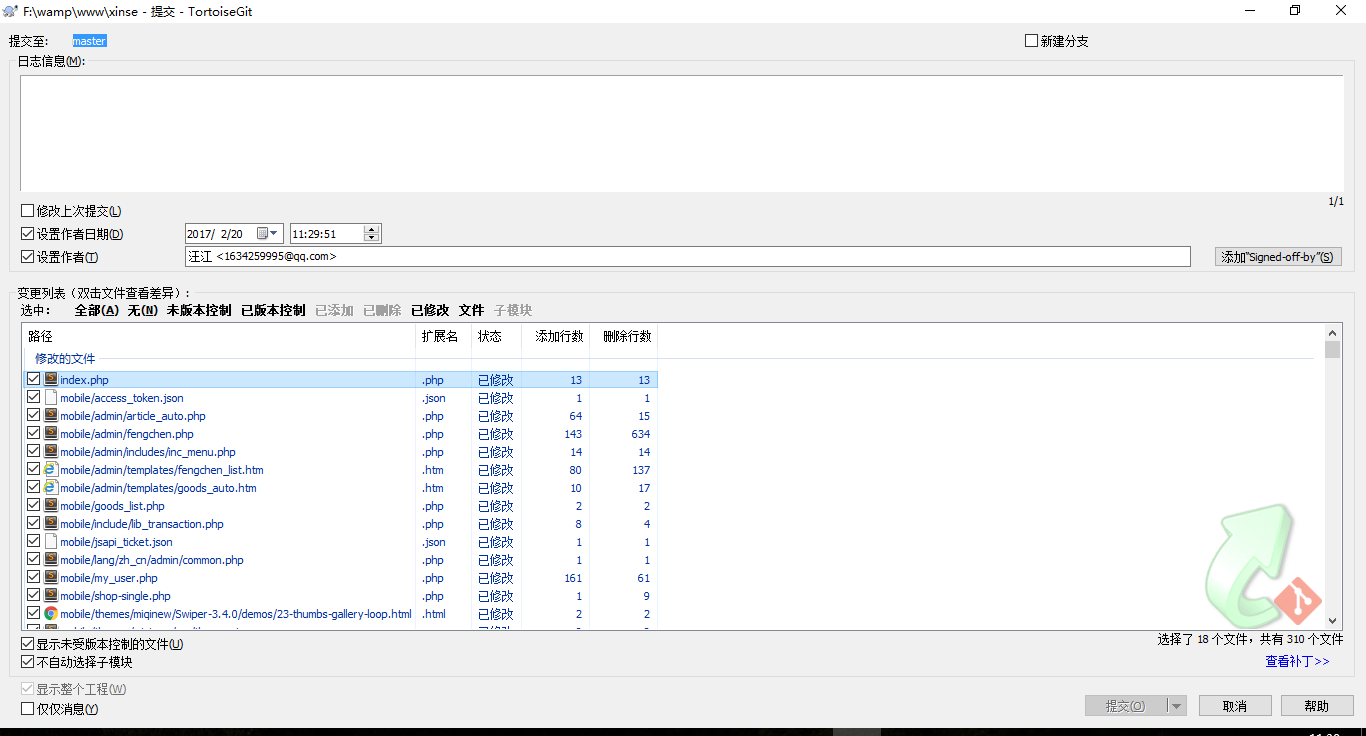 F:\wamp\www\xinse - 提交 - TortoiseGit
提交至: master 新建分支
日志信息(M):
1/1
修改上次提交(L)
设置作者日期(D) 2017/ 2/20 11:29:51
设置作者(T) 汪江 <1634259995@qq.com> 添加"Signed-off-by"(S)
变更列表（双击文件查看差异）:
选中: 全部(A) 无(N) 未版本控制 已版本控制 已添加 已删除 已修改 文件 子模块
路径 扩展名 状态 添加行数 删除行数
修改的文件
index.php .php 已修改 13 13
mobile/access_token.json .json 已修改 1 1
mobile/admin/article_auto.php .php 已修改 64 15
mobile/admin/fengchen.php .php 已修改 143 634
mobile/admin/includes/inc_menu.php .php 已修改 14 14
mobile/admin/templates/fengchen_list.htm .htm 已修改 80 137
mobile/admin/templates/goods_auto.htm .htm 已修改 10 17
mobile/goods_list.php .php 已修改 2 2
mobile/include/lib_transaction.php .php 已修改 8 4
mobile/jsapi_ticket.json .json 已修改 1 1
mobile/lang/zh_cn/admin/common.php .php 已修改 1 1
mobile/my_user.php .php 已修改 161 61
mobile/shop-single.php .php 已修改 1 9
mobile/themes/miqinew/Swiper-3.4.0/demos/23-thumbs-gallery-loop.html .html 已修改 2 2
显示未受版本控制的文件(U) 选择了 18 个文件，共有 310 个文件
不自动选择子模块 查看补丁>>
显示整个工程(W)
仅仅消息(Y) 提交(O) 取消 帮助